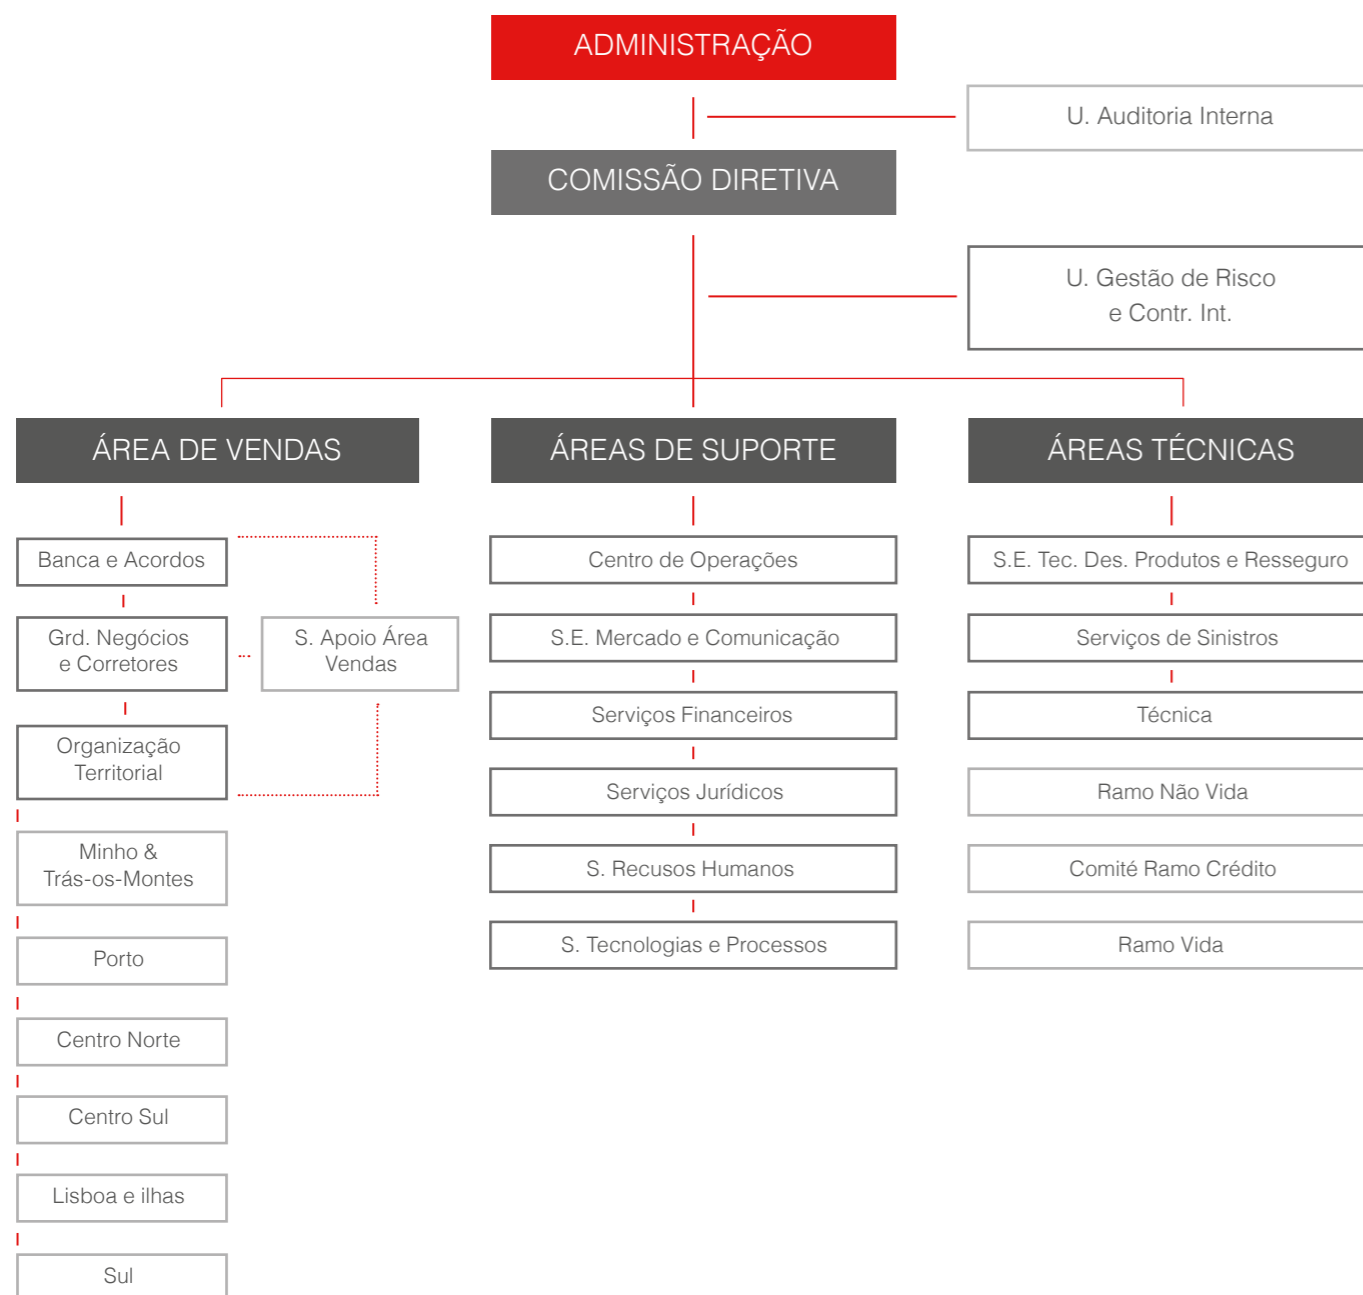 ADMINISTRAÇÃO
U. Auditoria Interna
COMISSÃO DIRETIVA
U. Gestão de Risco
e Contr. Int.
ÁREA DE VENDAS
ÁREAS DE SUPORTE
ÁREAS TÉCNICAS
Banca e Acordos
Grd. Negócios
e Corretores
S. Apoio Área
Vendas
Organização
Territorial
Minho &
Trás-os-Montes
Porto
Centro Norte
Centro Sul
Lisboa e ilhas
Sul
Centro de Operações
S.E. Mercado e Comunicação
Serviços Financeiros
Serviços Jurídicos
S. Recusos Humanos
S. Tecnologias e Processos
S.E. Tec. Des. Produtos e Resseguro
Serviços de Sinistros
Técnica
Ramo Não Vida
Comité Ramo Crédito
Ramo Vida